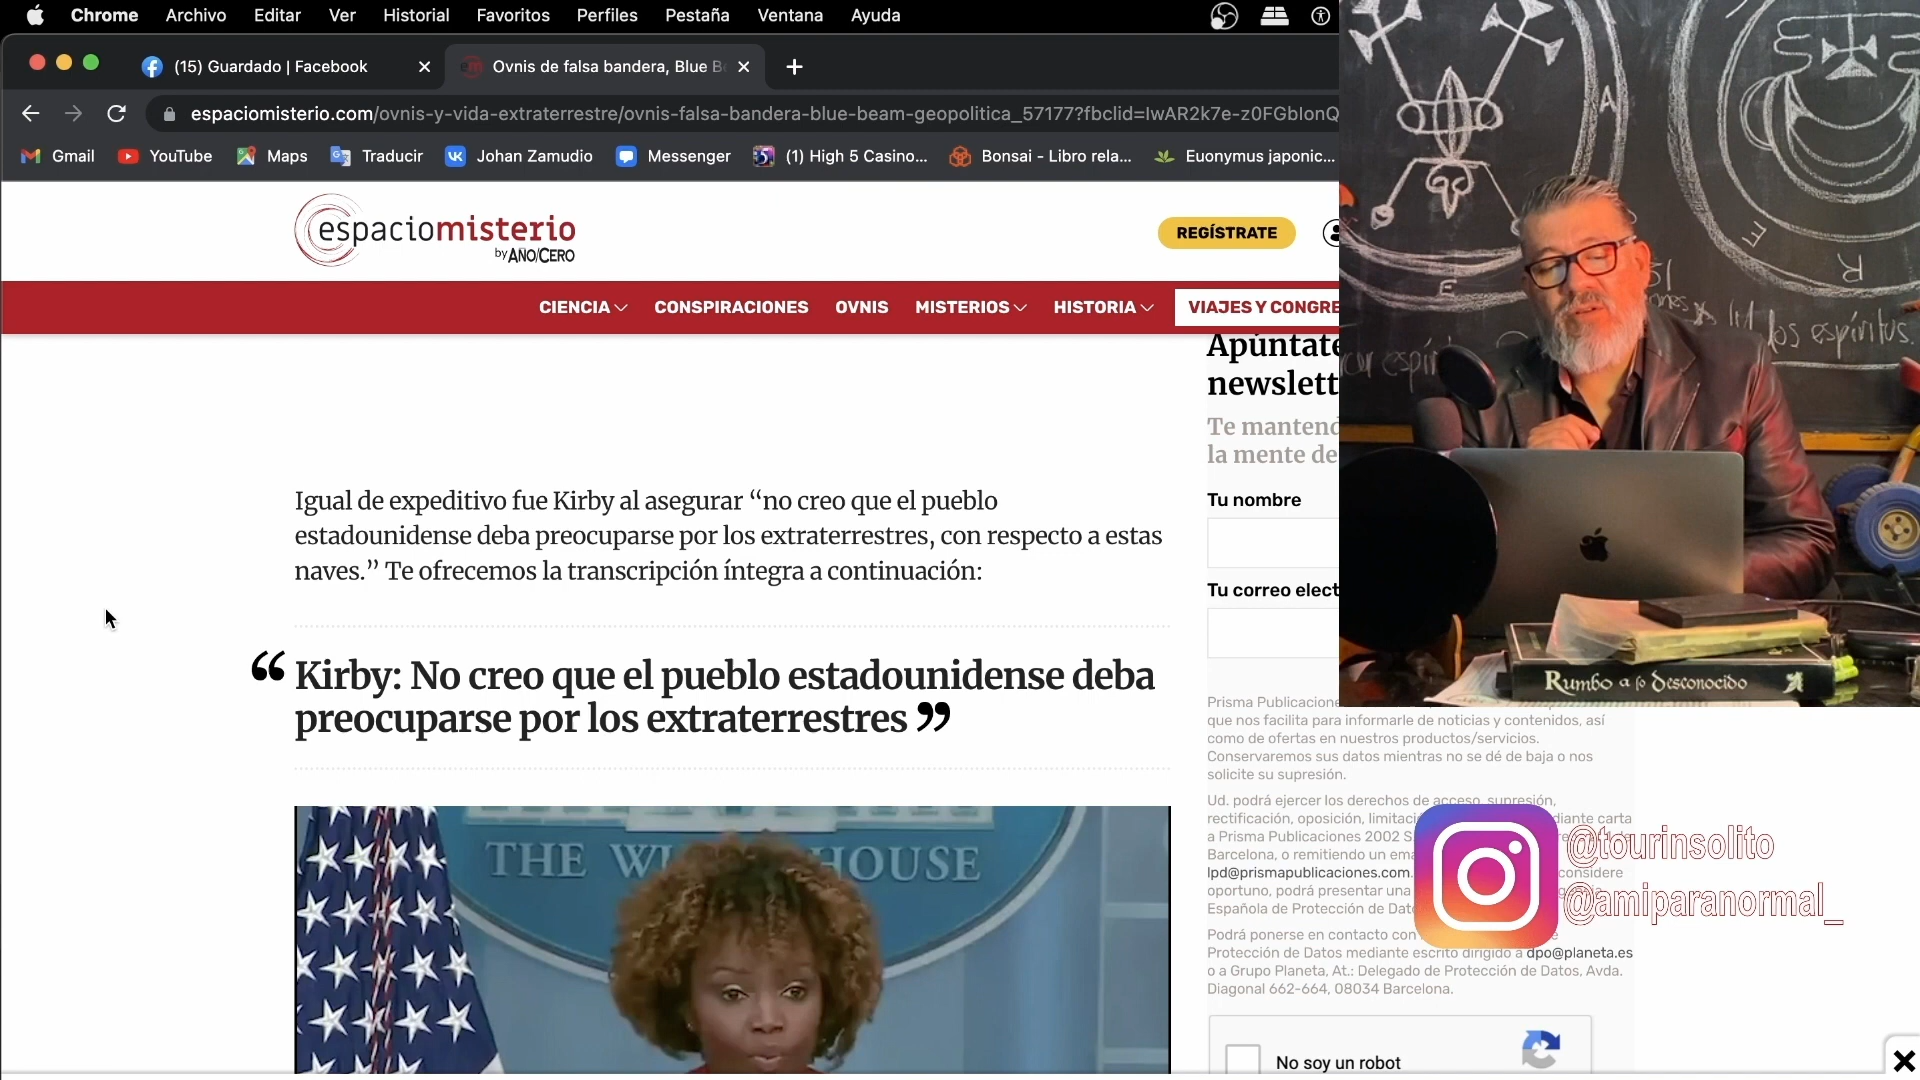 Chrome Archivo Editar Ver Historial Favoritos Perfiles Pestaña Ventana Ayuda
(15) Guardado | Facebook
Ovnis de falsa bandera, Blue B
espaciomisterio.com/ovnis-y-vida-extraterrestre/ovnis-falsa-bandera-blue-beam-geopolitica_57177?fbclid=IwAR2k7e-z0FGbIonQ
Gmail YouTube Maps Traducir Johan Zamudio Messenger (1) High 5 Casino... Bonsai - Libro rela... Euonymus japonic...
espaciomisterio
by AÑO/CERO
REGÍSTRATE
CIENCIA CONSPIRACIONES OVNIS MISTERIOS HISTORIA VIAJES Y CONGRE
Igual de expeditivo fue Kirby al asegurar “no creo que el pueblo
estadounidense deba preocuparse por los extraterrestres, con respecto a estas
naves.” Te ofrecemos la transcripción íntegra a continuación:
“ Kirby: No creo que el pueblo estadounidense deba
preocuparse por los extraterrestres ”
THE WHOUSE
Apúntate
newslett
Te mantend
la mente de
Tu nombre
Tu correo elect
Prisma Publicacione
que nos facilita para informarle de noticias y contenidos, así
como de ofertas en nuestros productos/servicios.
Conservaremos sus datos mientras no se dé de baja o nos
solicite su supresión.
Ud. podrá ejercer los derechos de acceso, supresión,
rectificación, oposición, limitaci diante carta
a Prisma Publicaciones 2002 S
Barcelona, o remitiendo un ema
lpd@prismapublicaciones.com. considere
oportuno, podrá presentar una
Española de Protección de Dat
Podrá ponerse en contacto con
Protección de Datos mediante escrito dirigido a dpo@planeta.es
o a Grupo Planeta, At.: Delegado de Protección de Datos, Avda.
Diagonal 662-664, 08034 Barcelona.
No soy un robot
A
E
E
R
los espíritus.
Rumbo a lo desconocido
@tourinsolito
@amiparanormal_